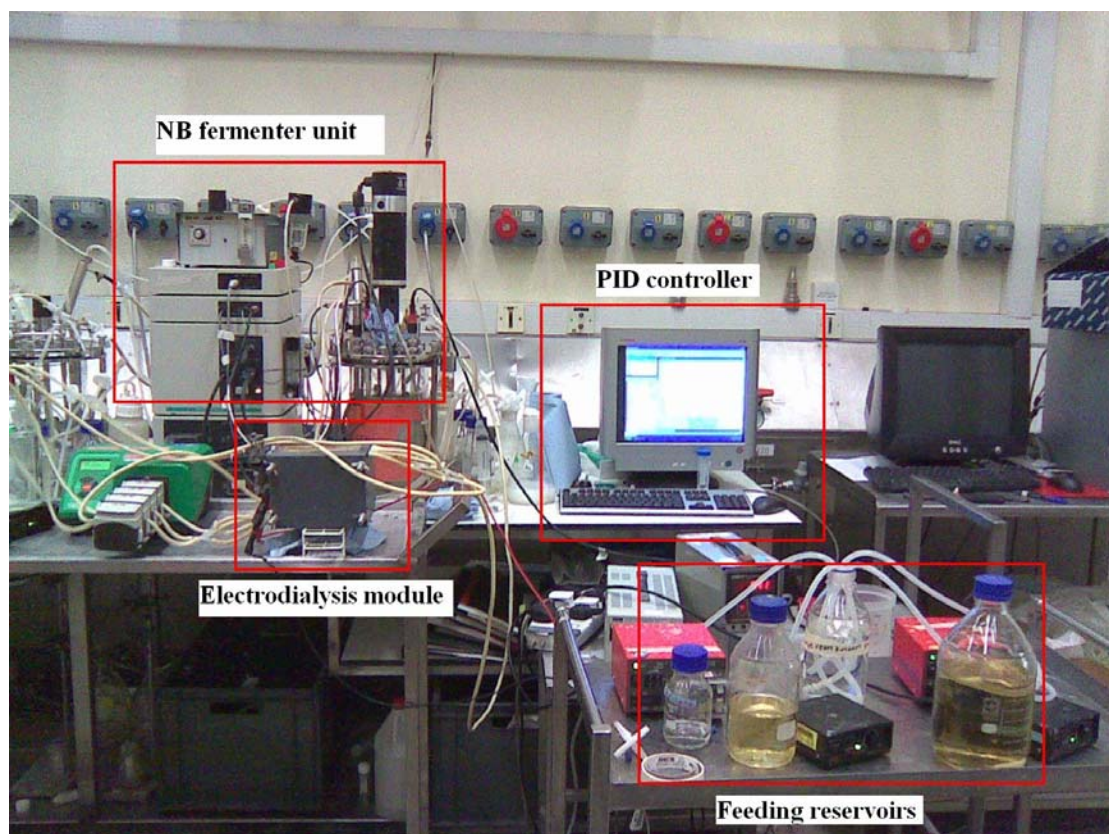 NB fermenter unit
PID controller
Electrodialysis module
Feeding reservoirs